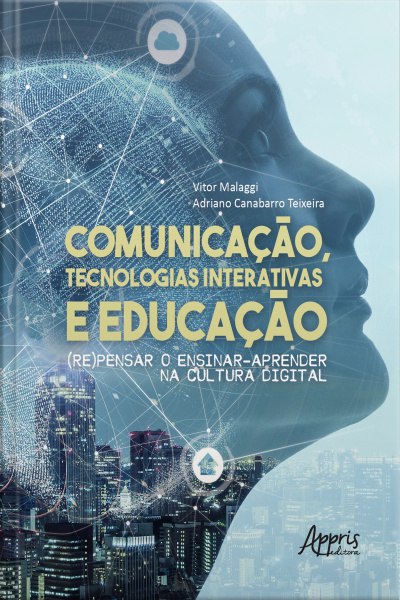 Vitor Malaggi
Adriano Canabarro Teixeira
COMUNICAÇÃO,
TECNOLOGIAS INTERATIVAS
E EDUCAÇÃO
(RE)PENSAR O ENSINAR-APRENDER
NA CULTURA DIGITAL
Appris
editora